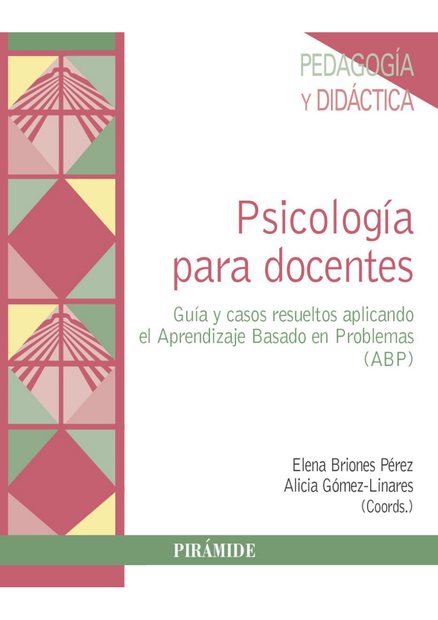 PEDAGOGÍA
Y DIDÁCTICA
Psicología
para docentes
Guía y casos resueltos aplicando
el Aprendizaje Basado en Problemas
(ABP)
Elena Briones Pérez
Alicia Gómez-Linares
(Coords.)
PIRÁMIDE